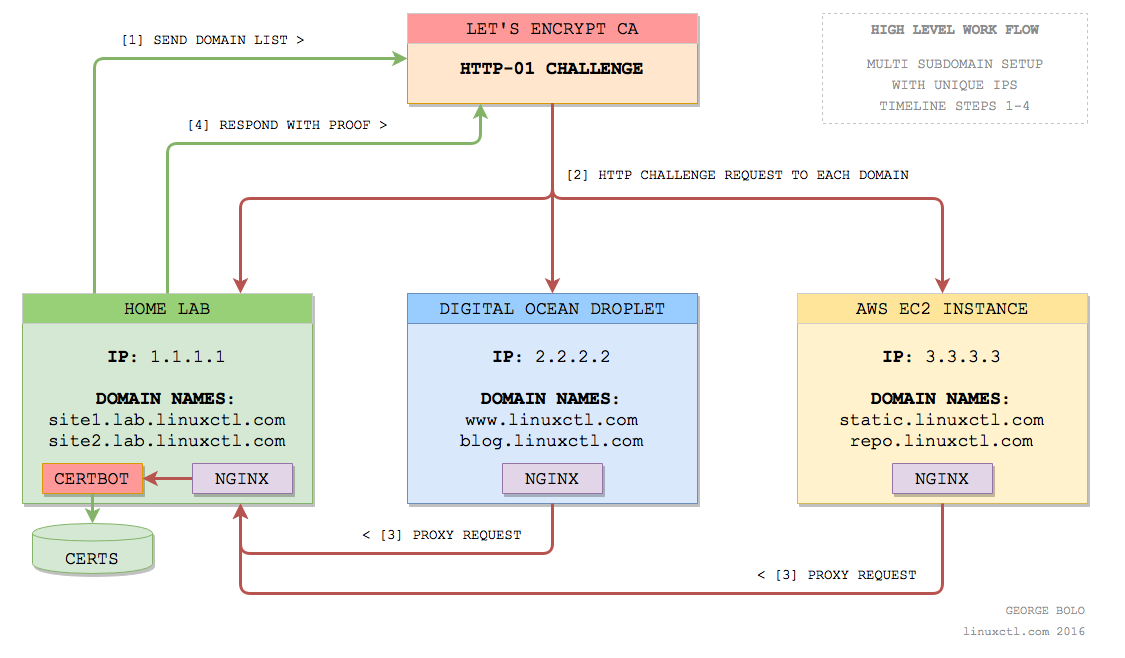 LET'S ENCRYPT CA
HTTP-01 CHALLENGE
HIGH LEVEL WORK FLOW
MULTI SUBDOMAIN SETUP
WITH UNIQUE IPS
TIMELINE STEPS 1-4
[1] SEND DOMAIN LIST >
[4] RESPOND WITH PROOF >
[2] HTTP CHALLENGE REQUEST TO EACH DOMAIN
HOME LAB
IP: 1.1.1.1
DOMAIN NAMES:
site1.lab.linuxctl.com
site2.lab.linuxctl.com
CERTBOT
NGINX
CERTS
DIGITAL OCEAN DROPLET
IP: 2.2.2.2
DOMAIN NAMES:
www.linuxctl.com
blog.linuxctl.com
NGINX
AWS EC2 INSTANCE
IP: 3.3.3.3
DOMAIN NAMES:
static.linuxctl.com
repo.linuxctl.com
NGINX
< [3] PROXY REQUEST
< [3] PROXY REQUEST
GEORGE BOLO
linuxctl.com 2016